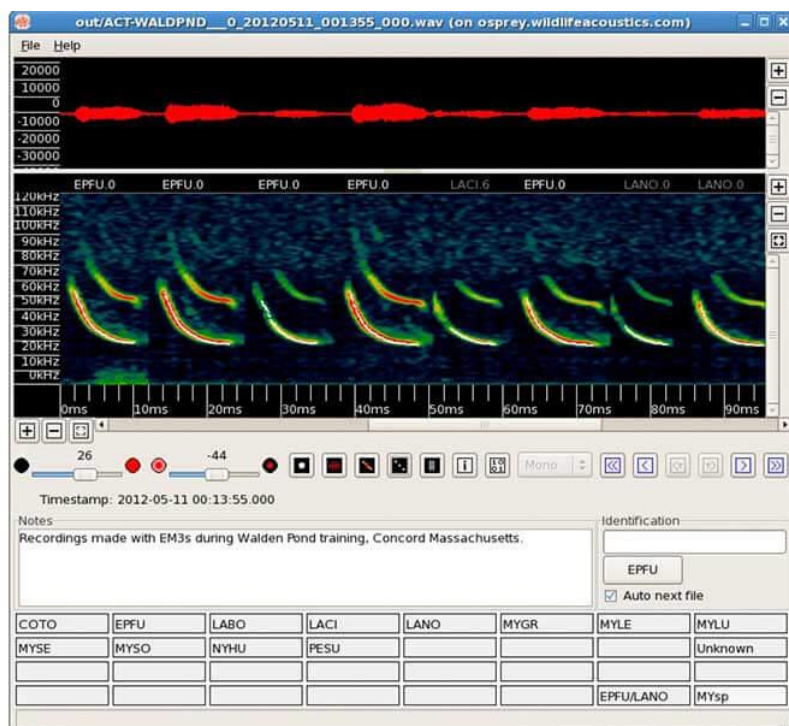 out/ACT-WALDPND___0_20120511_001355_000.wav (on osprey.wildlifeacoustics.com)
File Help
20000
10000
0
-10000
-20000
-30000
EPFU.0 EPFU.0 EPFU.0 EPFU.0 LACI.6 EPFU.0 LANO.0 LANO.0
120kHz
110kHz
100kHz
90kHz
80kHz
70kHz
60kHz
50kHz
40kHz
30kHz
20kHz
10kHz
0kHz
0ms 10ms 20ms 30ms 40ms 50ms 60ms 70ms 80ms 90ms
26 -44
Mono
Timestamp: 2012-05-11 00:13:55.000
Notes
Recordings made with EM3s during Walden Pond training, Concord Massachusetts.
Identification
EPFU
Auto next file
COTO EPFU LABO LACI LANO MYGR MYLE MYLU
MYSE MYSO NYHU PESU Unknown
EPFU/LANO MYsp